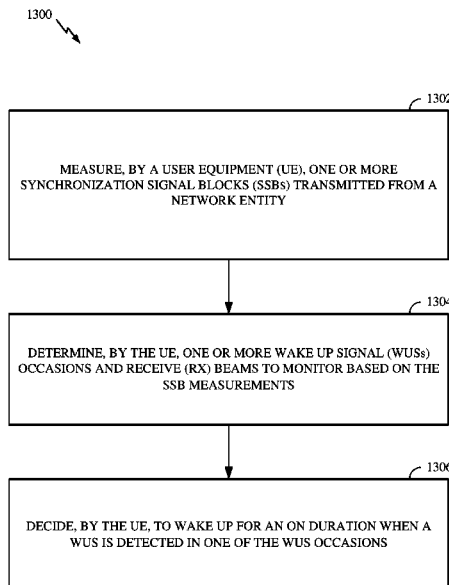 1300
1302
MEASURE, BY A USER EQUIPMENT (UE), ONE OR MORE
SYNCHRONIZATION SIGNAL BLOCKS (SSBs) TRANSMITTED FROM A
NETWORK ENTITY
1304
DETERMINE, BY THE UE, ONE OR MORE WAKE UP SIGNAL (WUSs)
OCCASIONS AND RECEIVE (RX) BEAMS TO MONITOR BASED ON THE
SSB MEASUREMENTS
1306
DECIDE, BY THE UE, TO WAKE UP FOR AN ON DURATION WHEN A
WUS IS DETECTED IN ONE OF THE WUS OCCASIONS